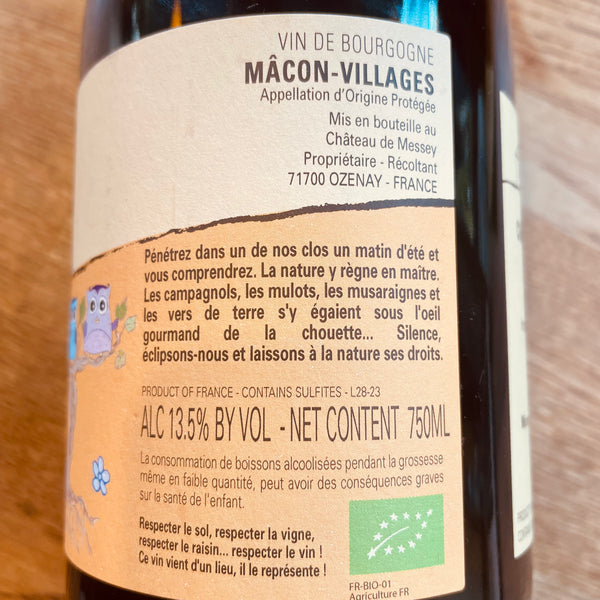 VIN DE BOURGOGNE
MÂCON-VILLAGES
Appellation d'Origine Protégée
Mis en bouteille au
Château de Messey
Propriétaire - Récoltant
71700 OZENAY - FRANCE
Pénétrez dans un de nos clos un matin d'été et
vous comprendrez. La nature y règne en maître.
Les campagnols, les mulots, les musaraignes et
les vers de terre s'y égaient sous l'oeil
gourmand de la chouette... Silence,
éclipsons-nous et laissons à la nature ses droits.
PRODUCT OF FRANCE - CONTAINS SULFITES - L28-23
ALC 13.5% BY VOL - NET CONTENT 750ML
La consommation de boissons alcoolisées pendant la grossesse
même en faible quantité, peut avoir des conséquences graves
sur la santé de l'enfant.
Respecter le sol, respecter la vigne,
respecter le raisin... respecter le vin !
Ce vin vient d'un lieu, il le représente !
FR-BIO-01
Agriculture FR